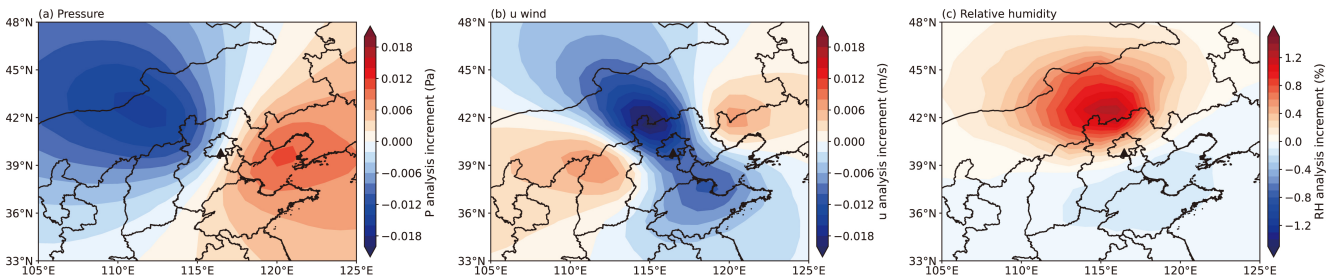 (a) Pressure
48°N
45°N
42°N
39°N
36°N
33°N
105°E
110°E
115°E
120°E
125°E
0.018
0.012
0.006
0.000
−0.006
−0.012
−0.018
P analysis increment (Pa)
(b) u wind
48°N
45°N
42°N
39°N
36°N
33°N
105°E
110°E
115°E
120°E
125°E
0.018
0.012
0.006
0.000
−0.006
−0.012
−0.018
u analysis increment (m/s)
(c) Relative humidity
48°N
45°N
42°N
39°N
36°N
33°N
105°E
110°E
115°E
120°E
125°E
1.2
0.8
0.4
0.0
−0.4
−0.8
−1.2
RH analysis increment (%)